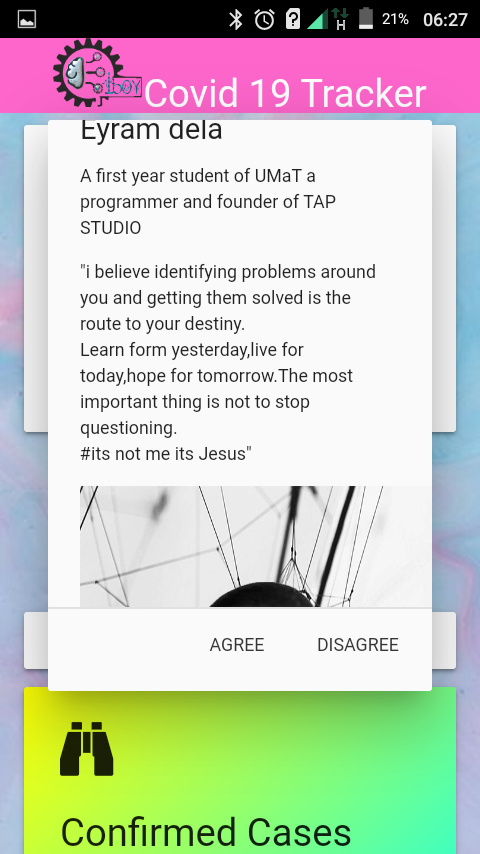 21% 06:27
H
Covid 19 Tracker
Eyram dela
A first year student of UMaT a
programmer and founder of TAP
STUDIO
"i believe identifying problems around
you and getting them solved is the
route to your destiny.
Learn form yesterday,live for
today,hope for tomorrow.The most
important thing is not to stop
questioning.
#its not me its Jesus"
AGREE DISAGREE
Confirmed Cases